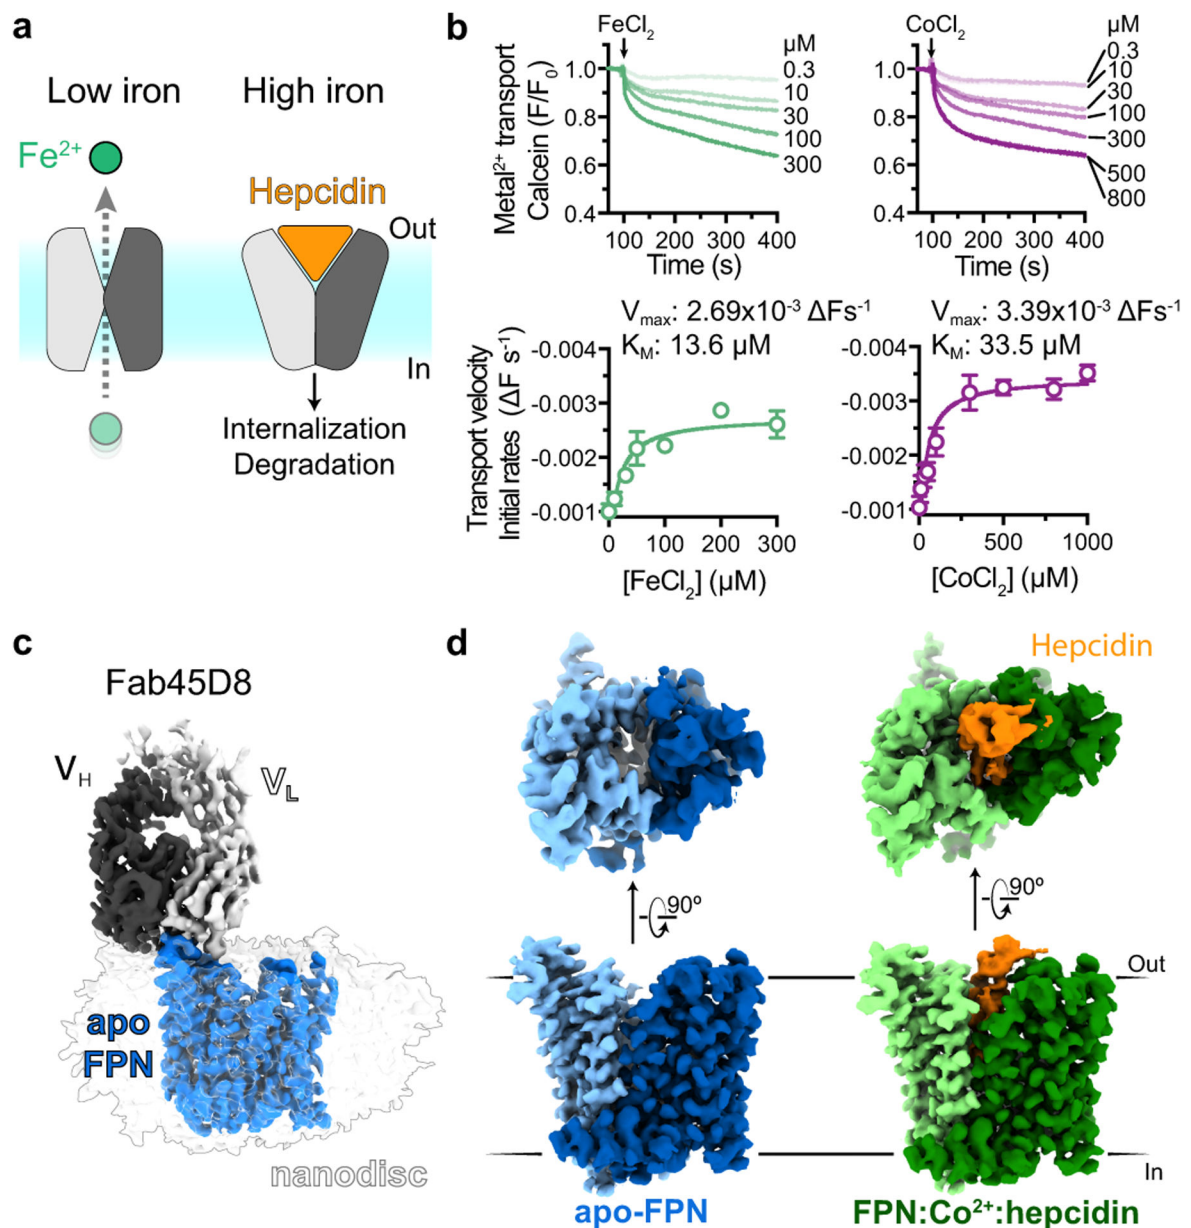 a
Low iron
High iron
Fe²⁺
Hepcidin
Out
In
Internalization
Degradation
b
FeCl₂
μM
Metal²⁺ transport
Calcein (F/F₀)
1.0
0.8
0.6
0.4
0.3
10
30
100
300
100 200 300 400
Time (s)
CoCl₂
μM
1.0
0.8
0.6
0.4
0.3
10
30
100
300
500
800
100 200 300 400
Time (s)
Vmax: 2.69x10⁻³ ΔFs⁻¹
KM: 13.6 μM
Transport velocity
Initial rates (ΔF s⁻¹)
-0.004
-0.003
-0.002
-0.001
0 100 200 300
[FeCl₂] (μM)
Vmax: 3.39x10⁻³ ΔFs⁻¹
KM: 33.5 μM
-0.004
-0.003
-0.002
-0.001
0 500 1000
[CoCl₂] (μM)
c
Fab45D8
VH
VL
apo
FPN
nanodisc
d
Hepcidin
90º
90º
Out
In
apo-FPN
FPN:Co²⁺:hepcidin